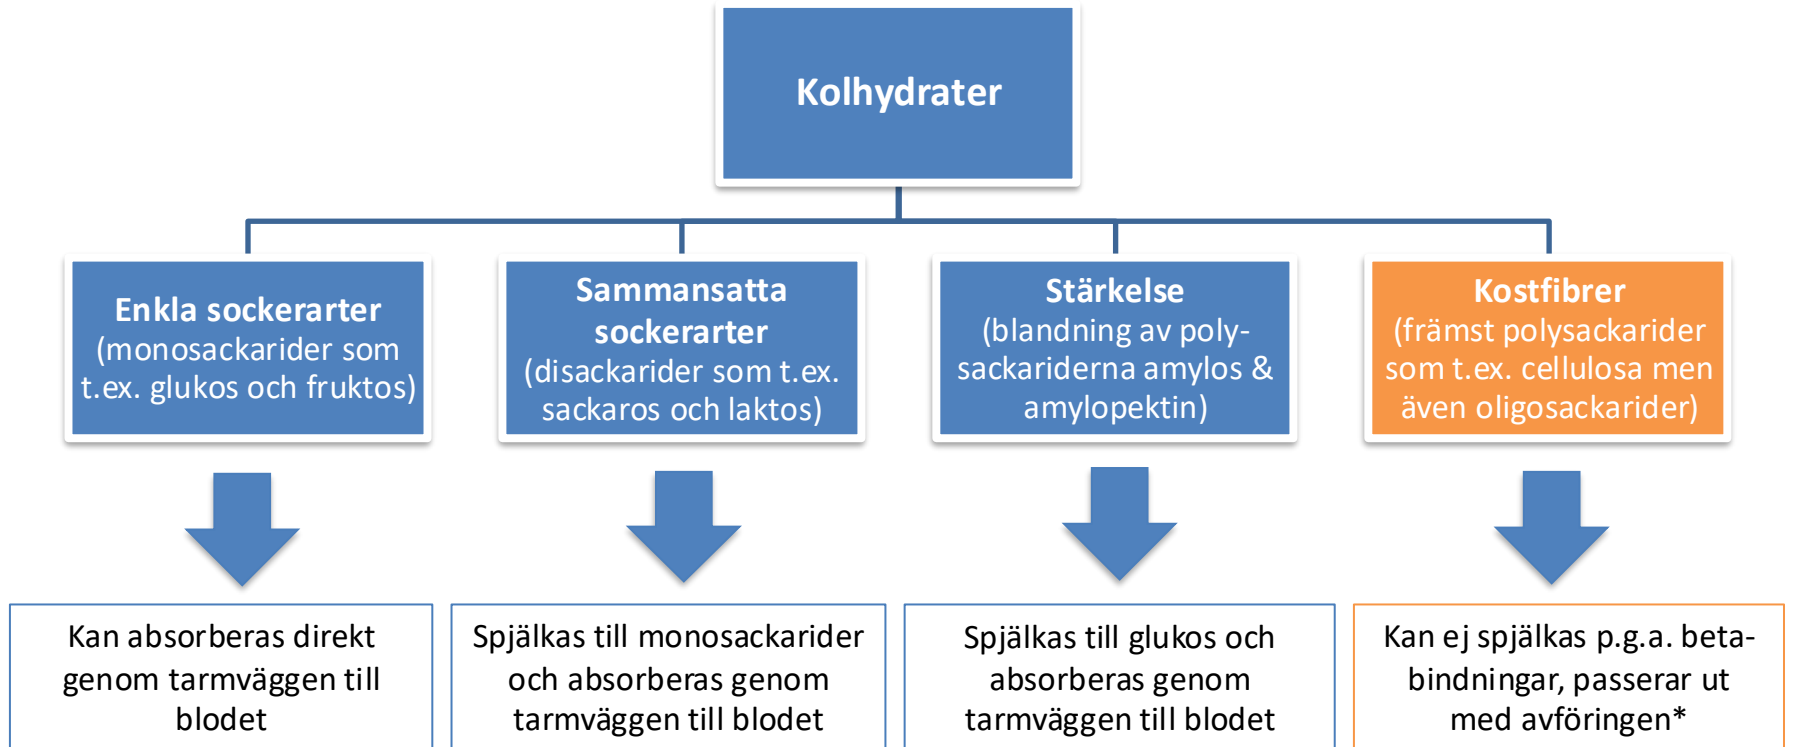 Kolhydrater
Enkla sockerarter
(monosackarider som
t.ex. glukos och fruktos)
Sammansatta
sockerarter
(disackarider som t.ex.
sackaros och laktos)
Stärkelse
(blandning av poly-
sackariderna amylos &
amylopektin)
Kostfibrer
(främst polysackarider
som t.ex. cellulosa men
även oligosackarider)
Kan absorberas direkt
genom tarmväggen till
blodet
Spjälkas till monosackarider
och absorberas genom
tarmväggen till blodet
Spjälkas till glukos och
absorberas genom
tarmväggen till blodet
Kan ej spjälkas p.g.a. beta-
bindningar, passerar ut
med avföringen*